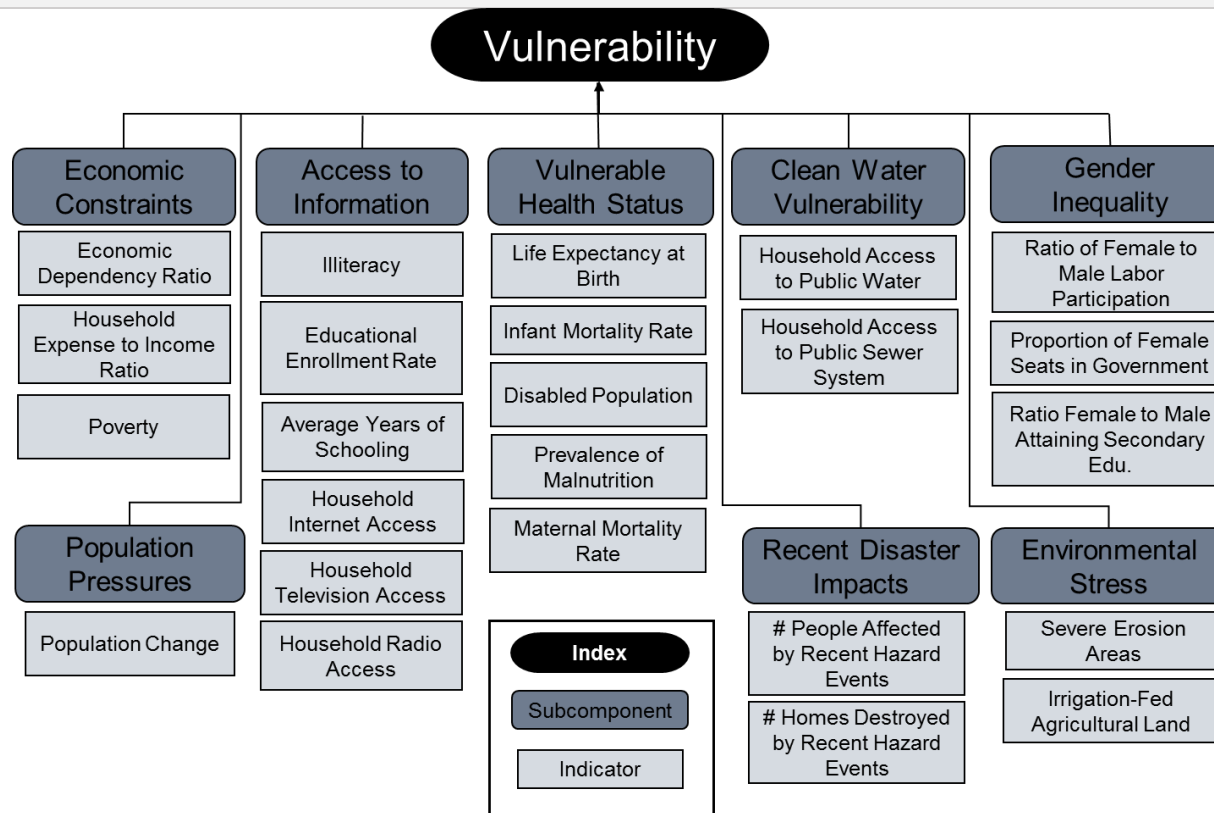 Vulnerability
Economic
Constraints
Economic
Dependency Ratio
Household
Expense to Income
Ratio
Poverty
Population
Pressures
Population Change
Access to
Information
Illiteracy
Educational
Enrollment Rate
Average Years of
Schooling
Household
Internet Access
Household
Television Access
Household Radio
Access
Vulnerable
Health Status
Life Expectancy at
Birth
Infant Mortality Rate
Disabled Population
Prevalence of
Malnutrition
Maternal Mortality
Rate
Clean Water
Vulnerability
Household Access
to Public Water
Household Access
to Public Sewer
System
Recent Disaster
Impacts
# People Affected
by Recent Hazard
Events
# Homes Destroyed
by Recent Hazard
Events
Gender
Inequality
Ratio of Female to
Male Labor
Participation
Proportion of Female
Seats in Government
Ratio Female to Male
Attaining Secondary
Edu.
Environmental
Stress
Severe Erosion
Areas
Irrigation-Fed
Agricultural Land
Index
Subcomponent
Indicator